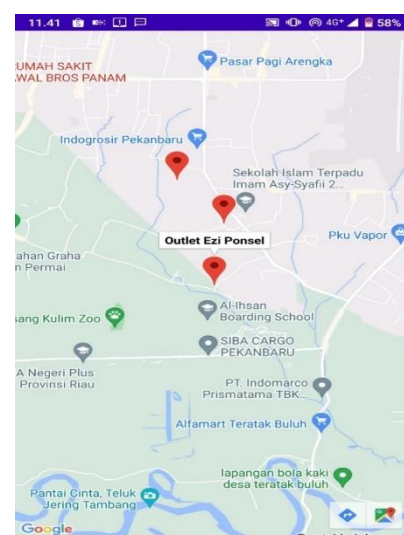 11.41
4G+
58%
Pasar Pagi Arengka
UMAH SAKIT
WAL BROS PANAM
Indogrosir Pekanbaru
Sekolah Islam Terpadu
Imam Asy-Syafii 2...
Outlet Ezi Ponsel
Pku Vapor
ahan Graha
n Permai
Al-Ihsan
Boarding School
sang Kulim Zoo
SIBA CARGO
PEKANBARU
A Negeri Plus
Provinsi Riau
PT. Indomarco
Prismatama TBK...
Alfamart Teratak Buluh
lapangan bola kaki
desa teratak buluh
Pantai Cinta, Teluk
Jering Tambang
Google